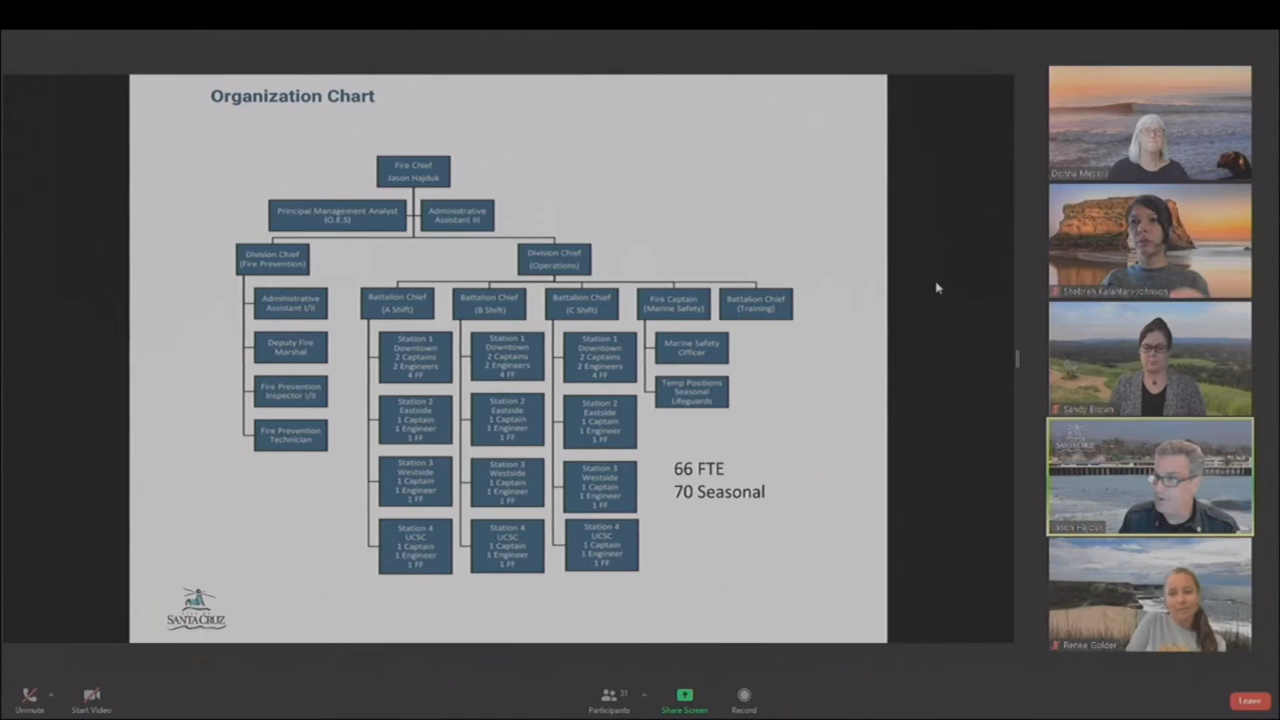 Organization Chart
Fire Chief
Jason Hajduk
Principal Management Analyst
(O.E.S)
Administrative
Assistant III
Division Chief
(Fire Prevention)
Division Chief
(Operations)
Administrative
Assistant I/II
Deputy Fire
Marshal
Fire Prevention
Inspector I/II
Fire Prevention
Technician
Battalion Chief
(A Shift)
Station 1
Downtown
2 Captains
2 Engineers
4 FF
Station 2
Eastside
1 Captain
1 Engineer
1 FF
Station 3
Westside
1 Captain
1 Engineer
1 FF
Station 4
UCSC
1 Captain
1 Engineer
1 FF
Battalion Chief
(B Shift)
Station 1
Downtown
2 Captains
2 Engineers
4 FF
Station 2
Eastside
1 Captain
1 Engineer
1 FF
Station 3
Westside
1 Captain
1 Engineer
1 FF
Station 4
UCSC
1 Captain
1 Engineer
1 FF
Battalion Chief
(C Shift)
Station 1
Downtown
2 Captains
2 Engineers
4 FF
Station 2
Eastside
1 Captain
1 Engineer
1 FF
Station 3
Westside
1 Captain
1 Engineer
1 FF
Station 4
UCSC
1 Captain
1 Engineer
1 FF
Fire Captain
(Marine Safety)
Marine Safety
Officer
Temp Positions
Seasonal
Lifeguards
Battalion Chief
(Training)
66 FTE
70 Seasonal
SANTA CRUZ
Donna Meyers
Shebreh Kalantari-Johnson
Sandy Brown
SANTA CRUZ
Jason Hajduk
Renee Golder
Unmute
Start Video
31
Participants
Share Screen
Record
Leave